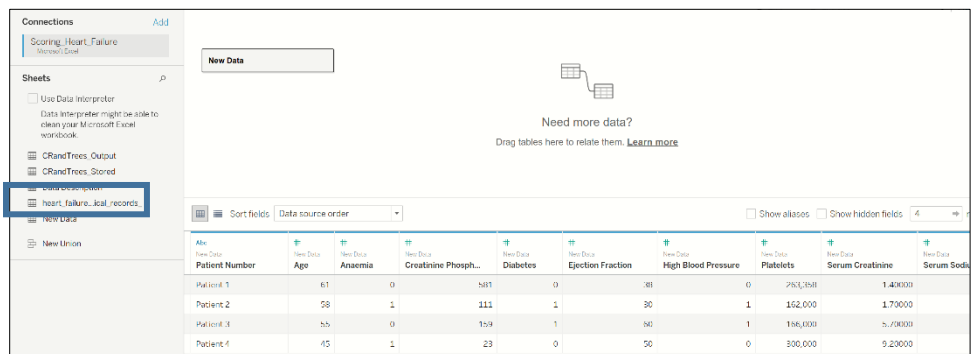 Connections Add
Scoring_Heart_Failure
Microsoft Excel
Sheets
Use Data Interpreter
Data Interpreter might be able to
clean your Microsoft Excel
workbook.
CRandTrees_Output
CRandTrees_Stored
Data Description
heart_failure...ical_records_
New Data
New Union
New Data
Need more data?
Drag tables here to relate them. Learn more
Sort fields Data source order Show aliases Show hidden fields 4
Abc # # # # # # # # #
New Data New Data New Data New Data New Data New Data New Data New Data New Data New Data
Patient Number Age Anaemia Creatinine Phosph... Diabetes Ejection Fraction High Blood Pressure Platelets Serum Creatinine Serum Sodiu
Patient 1 61 0 581 0 38 0 263,358 1.40000
Patient 2 58 1 111 1 30 1 162,000 1.70000
Patient 3 55 0 159 1 60 1 166,000 5.70000
Patient 4 45 1 23 0 50 0 300,000 9.20000